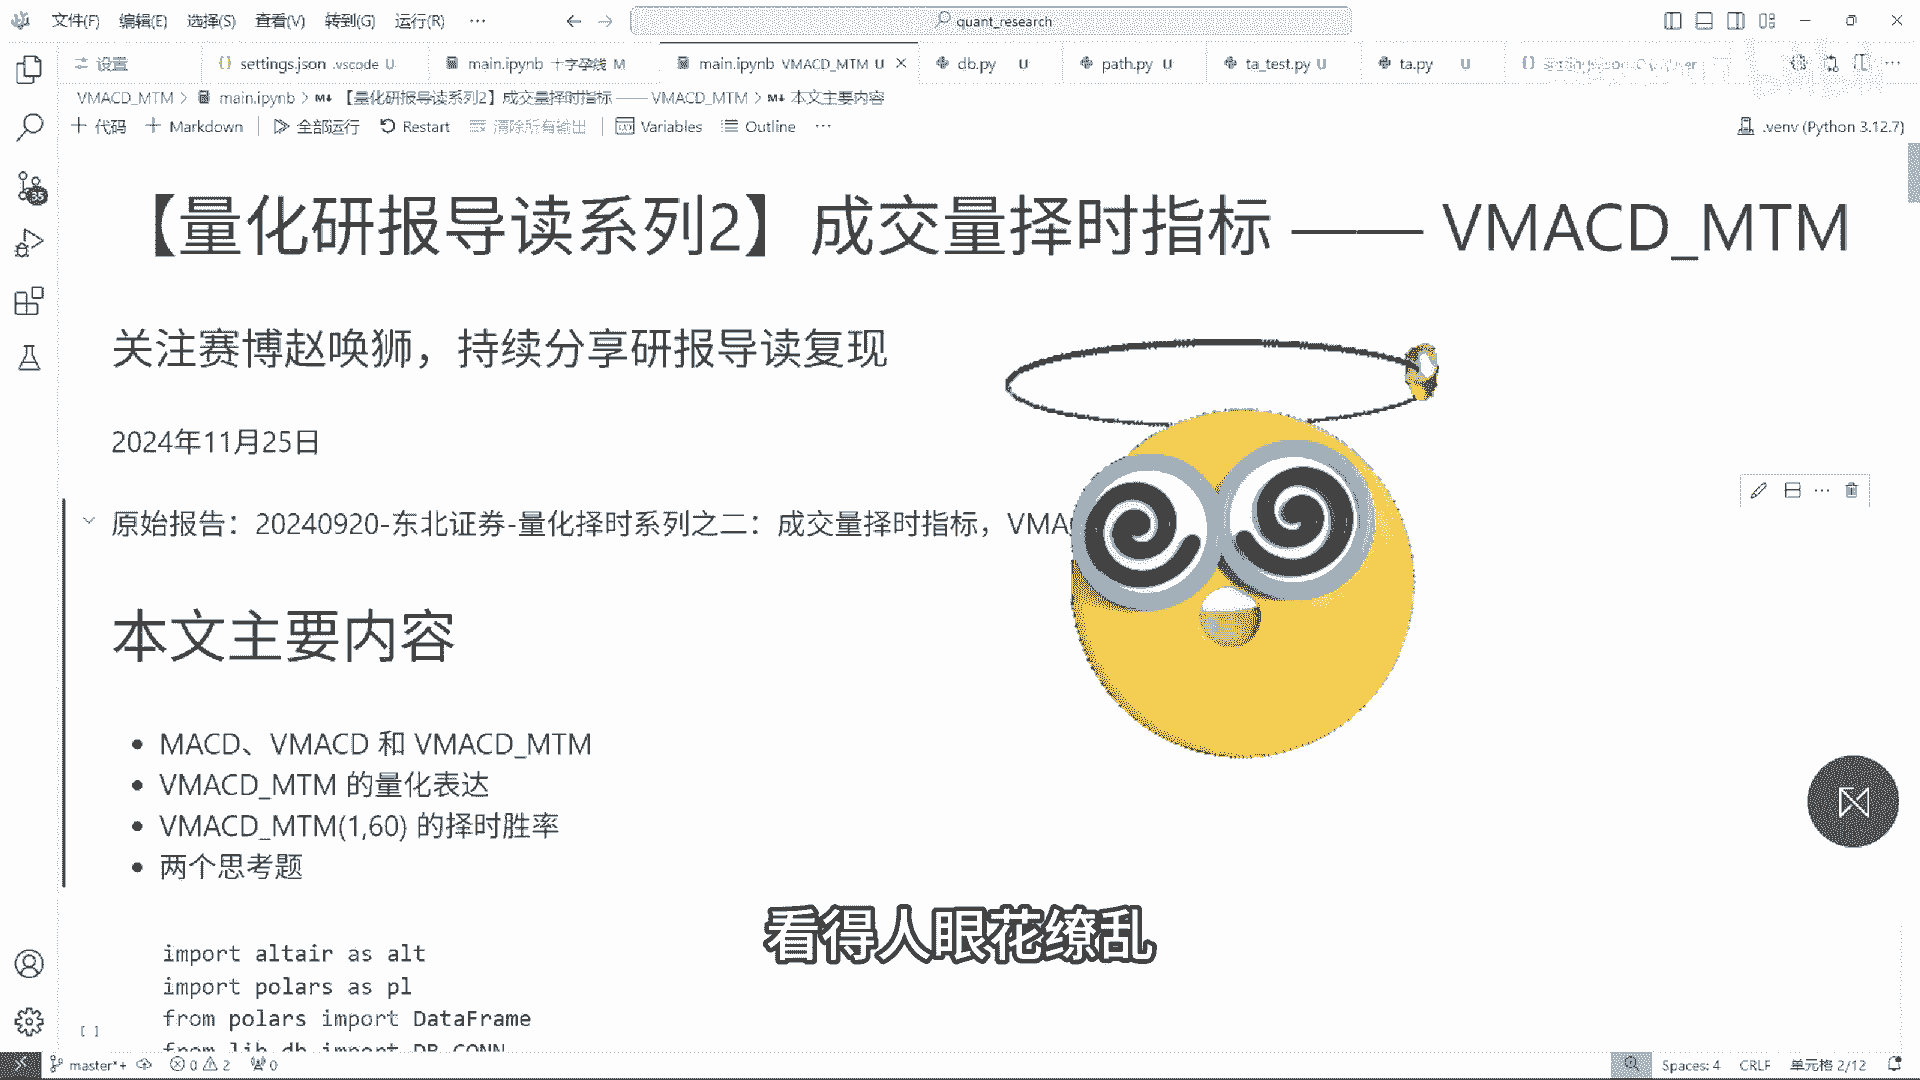 文件(F) 编辑(E) 选择(S) 查看(V) 转到(G) 运行(R) ··· quant_research
设置 settings.json .vscode U main.ipynb 十字孕线 M main.ipynb VMACD_MTM U db.py U path.py U ta_test.py U ta.py U
VMACD_MTM > main.ipynb > M↓ 【量化研报导读系列2】成交量择时指标 —— VMACD_MTM > M↓ 本文主要内容
代码 Markdown 全部运行 Restart 清除所有输出 Variables Outline ··· .venv (Python 3.12.7)
【量化研报导读系列2】成交量择时指标 —— VMACD_MTM
关注赛博赵唤狮，持续分享研报导读复现
2024年11月25日
原始报告：20240920-东北证券-量化择时系列之二：成交量择时指标，VMA
本文主要内容
• MACD、VMACD 和 VMACD_MTM
• VMACD_MTM 的量化表达
• VMACD_MTM(1,60) 的择时胜率
• 两个思考题
看得人眼花缭乱
import altair as alt
import polars as pl
from polars import DataFrame
[ ] from lib.db import DB_CONN
master*+ 0 2 0 Spaces: 4 CRLF 单元格 2/12